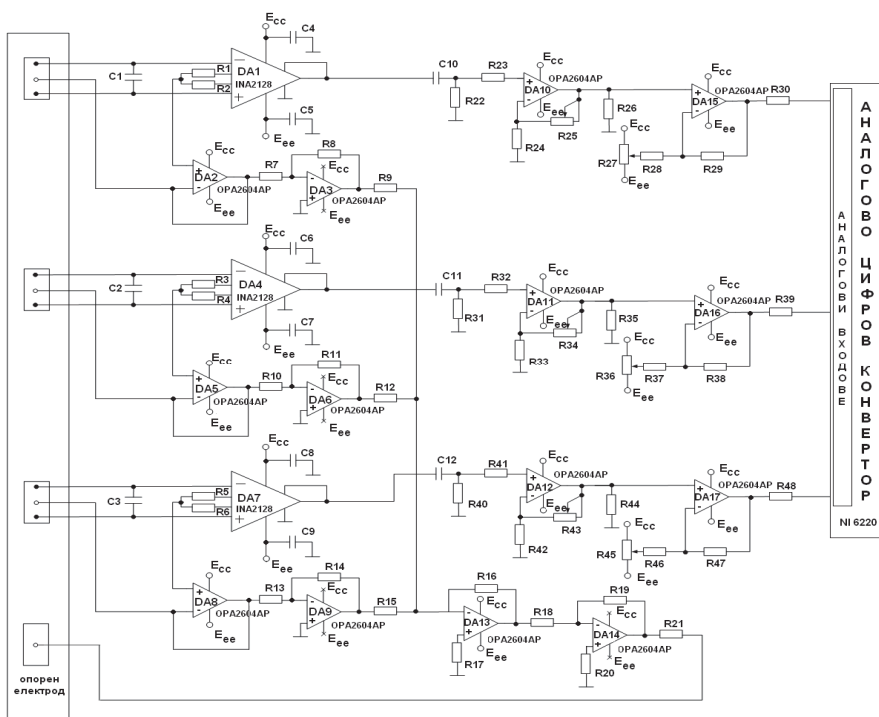 Ecc
C4
C1
R1
R2
DA1
INA2128
C5
Eee
C10
R22
R23
Ecc
OPA2604AP
DA10
Eee
R24
R25
R26
Ecc
OPA2604AP
DA15
Eee
R30
Ecc
R27
Eee
R28
R29
Ecc
DA2
OPA2604AP
Eee
R7
R8
Ecc
DA3
OPA2604AP
Eee
R9
Ecc
C6
C2
R3
R4
DA4
INA2128
C7
Eee
C11
R31
R32
Ecc
OPA2604AP
DA11
Eee
R33
R34
R35
Ecc
OPA2604AP
DA16
Eee
R39
Ecc
R36
Eee
R37
R38
Ecc
DA5
OPA2604AP
Eee
R10
R11
Ecc
DA6
OPA2604AP
Eee
R12
Ecc
C8
C3
R5
R6
DA7
INA2128
C9
Eee
C12
R40
R41
Ecc
OPA2604AP
DA12
Eee
R42
R43
R44
Ecc
OPA2604AP
DA17
Eee
R48
Ecc
R45
Eee
R46
R47
Ecc
DA8
OPA2604AP
Eee
R13
R14
Ecc
DA9
OPA2604AP
Eee
R15
R16
Ecc
DA13
OPA2604AP
Eee
R17
R18
R19
Ecc
DA14
OPA2604AP
Eee
R20
R21
опорен
електрод
АНАЛОГОВИ ВХОДОВЕ
АНАЛОГОВО ЦИФРОВ КОНВЕРТОР
NI 6220